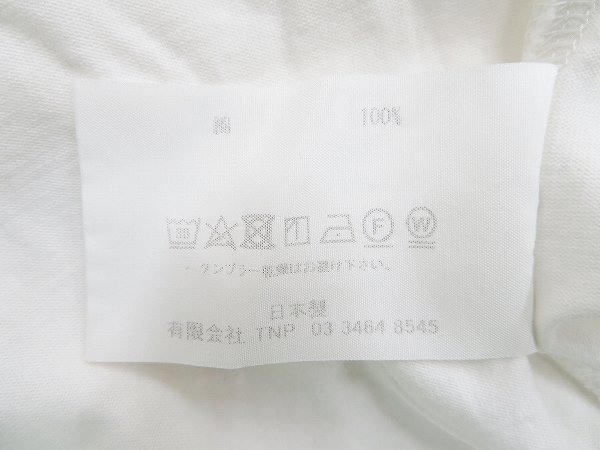 綿 100%
30 F W
・タンブラー乾燥はお避け下さい。
日本製
有限会社 TNP 03 3464 8545